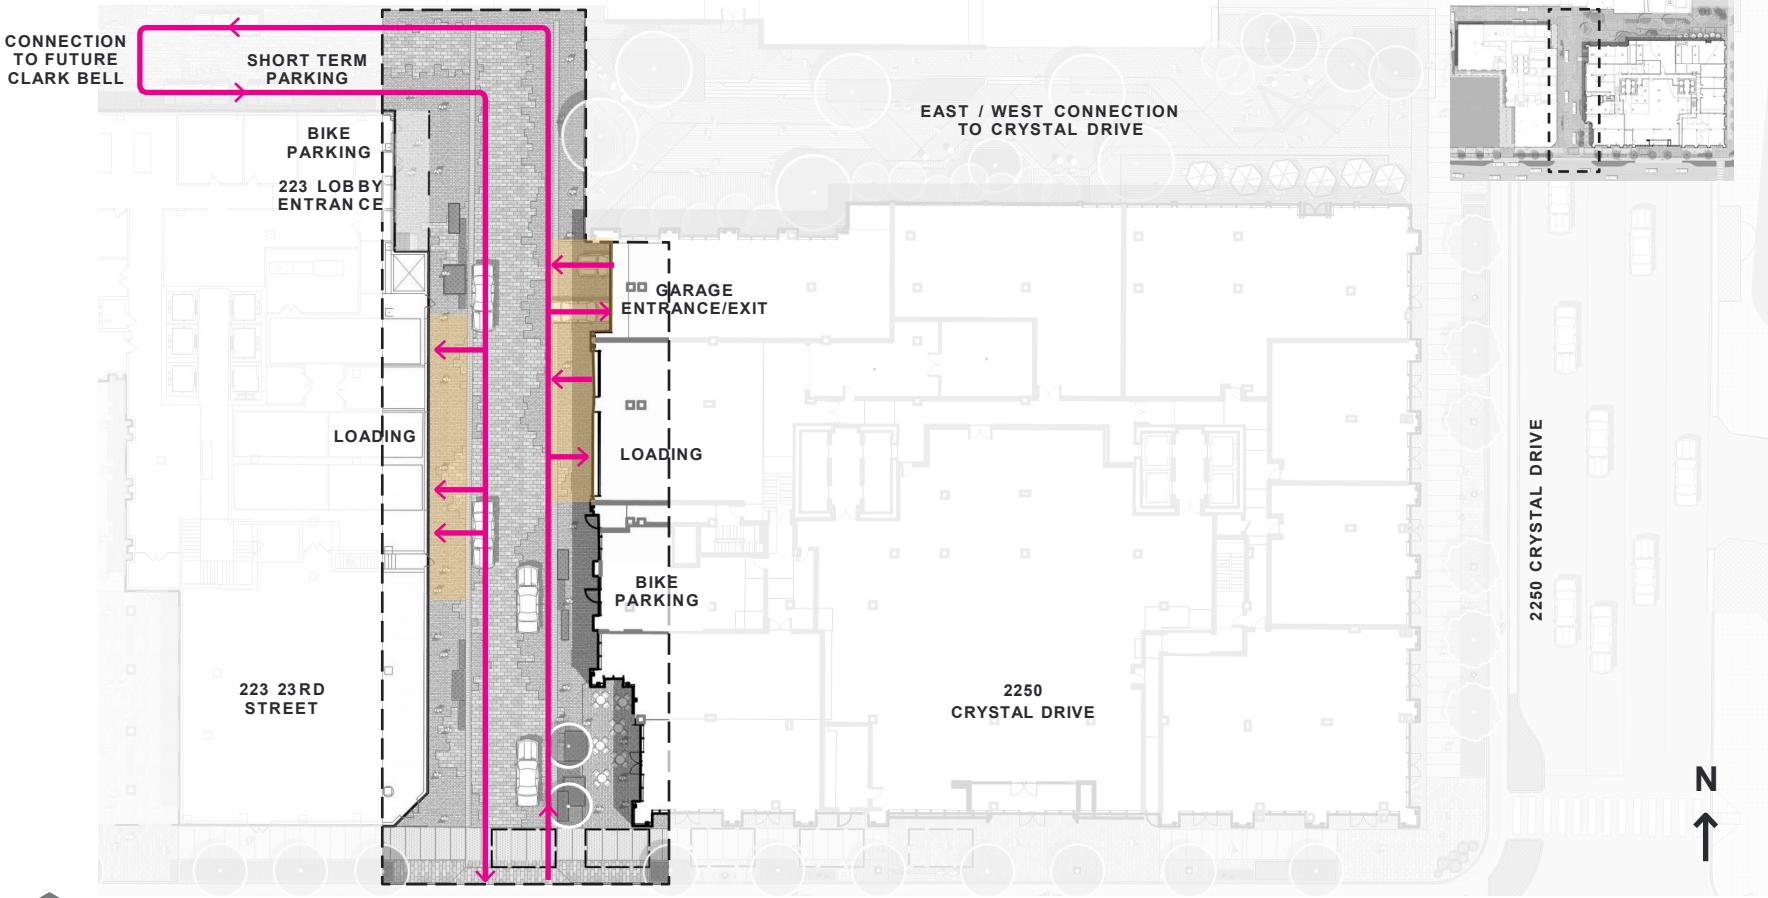 CONNECTION
TO FUTURE
CLARK BELL
SHORT TERM
PARKING
BIKE
PARKING
223 LOBBY
ENTRANCE
EAST / WEST CONNECTION
TO CRYSTAL DRIVE
GARAGE
ENTRANCE/EXIT
LOADING
LOADING
BIKE
PARKING
223 23RD
STREET
2250
CRYSTAL DRIVE
2250 CRYSTAL DRIVE
N